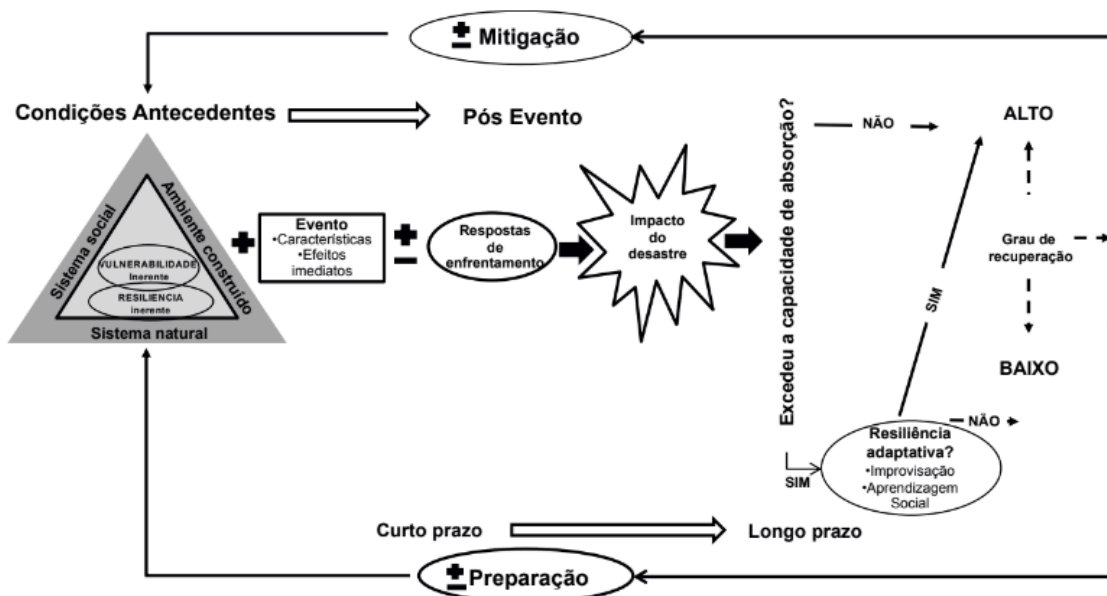 ± Mitigação
Condições Antecedentes
Pós Evento
Sistema social
Ambiente construído
VULNERABILIDADE
Inerente
RESILIENCIA
inerente
Sistema natural
+
Evento
•Características
•Efeitos
imediatos
+
−
Respostas
de
enfrentamento
Impacto
do
desastre
Excedeu a capacidade de absorção?
NÃO
ALTO
Grau de
recuperação
BAIXO
SIM
NÃO
SIM
Resiliência
adaptativa?
•Improvisação
•Aprendizagem
Social
Curto prazo
Longo prazo
± Preparação